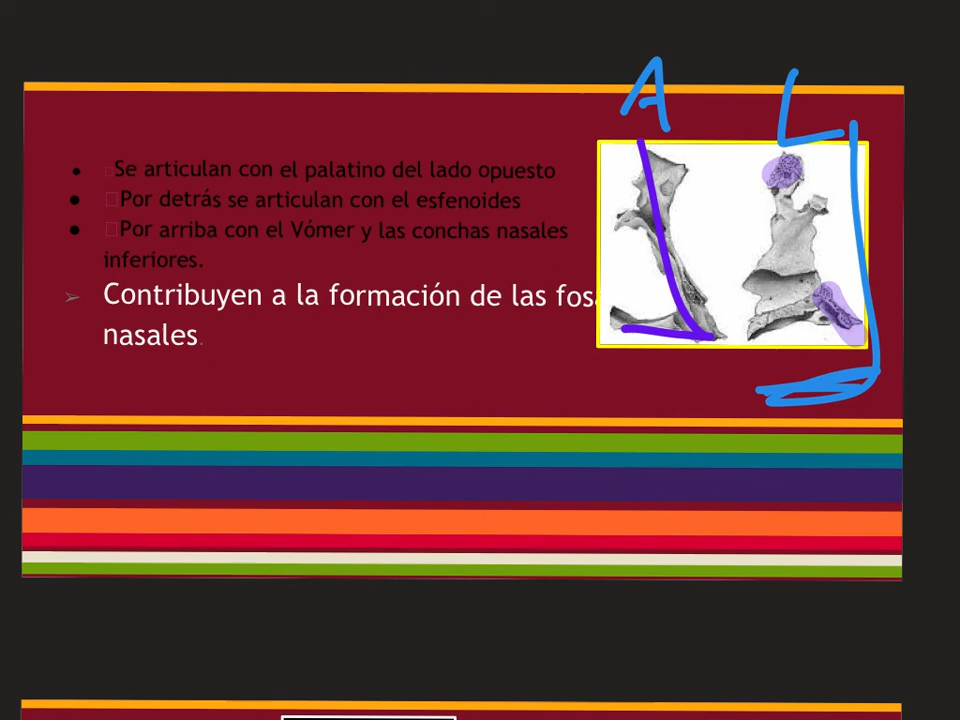 A L
Se articulan con el palatino del lado opuesto
Por detrás se articulan con el esfenoides
Por arriba con el Vómer y las conchas nasales
inferiores.
Contribuyen a la formación de las fosa
nasales.